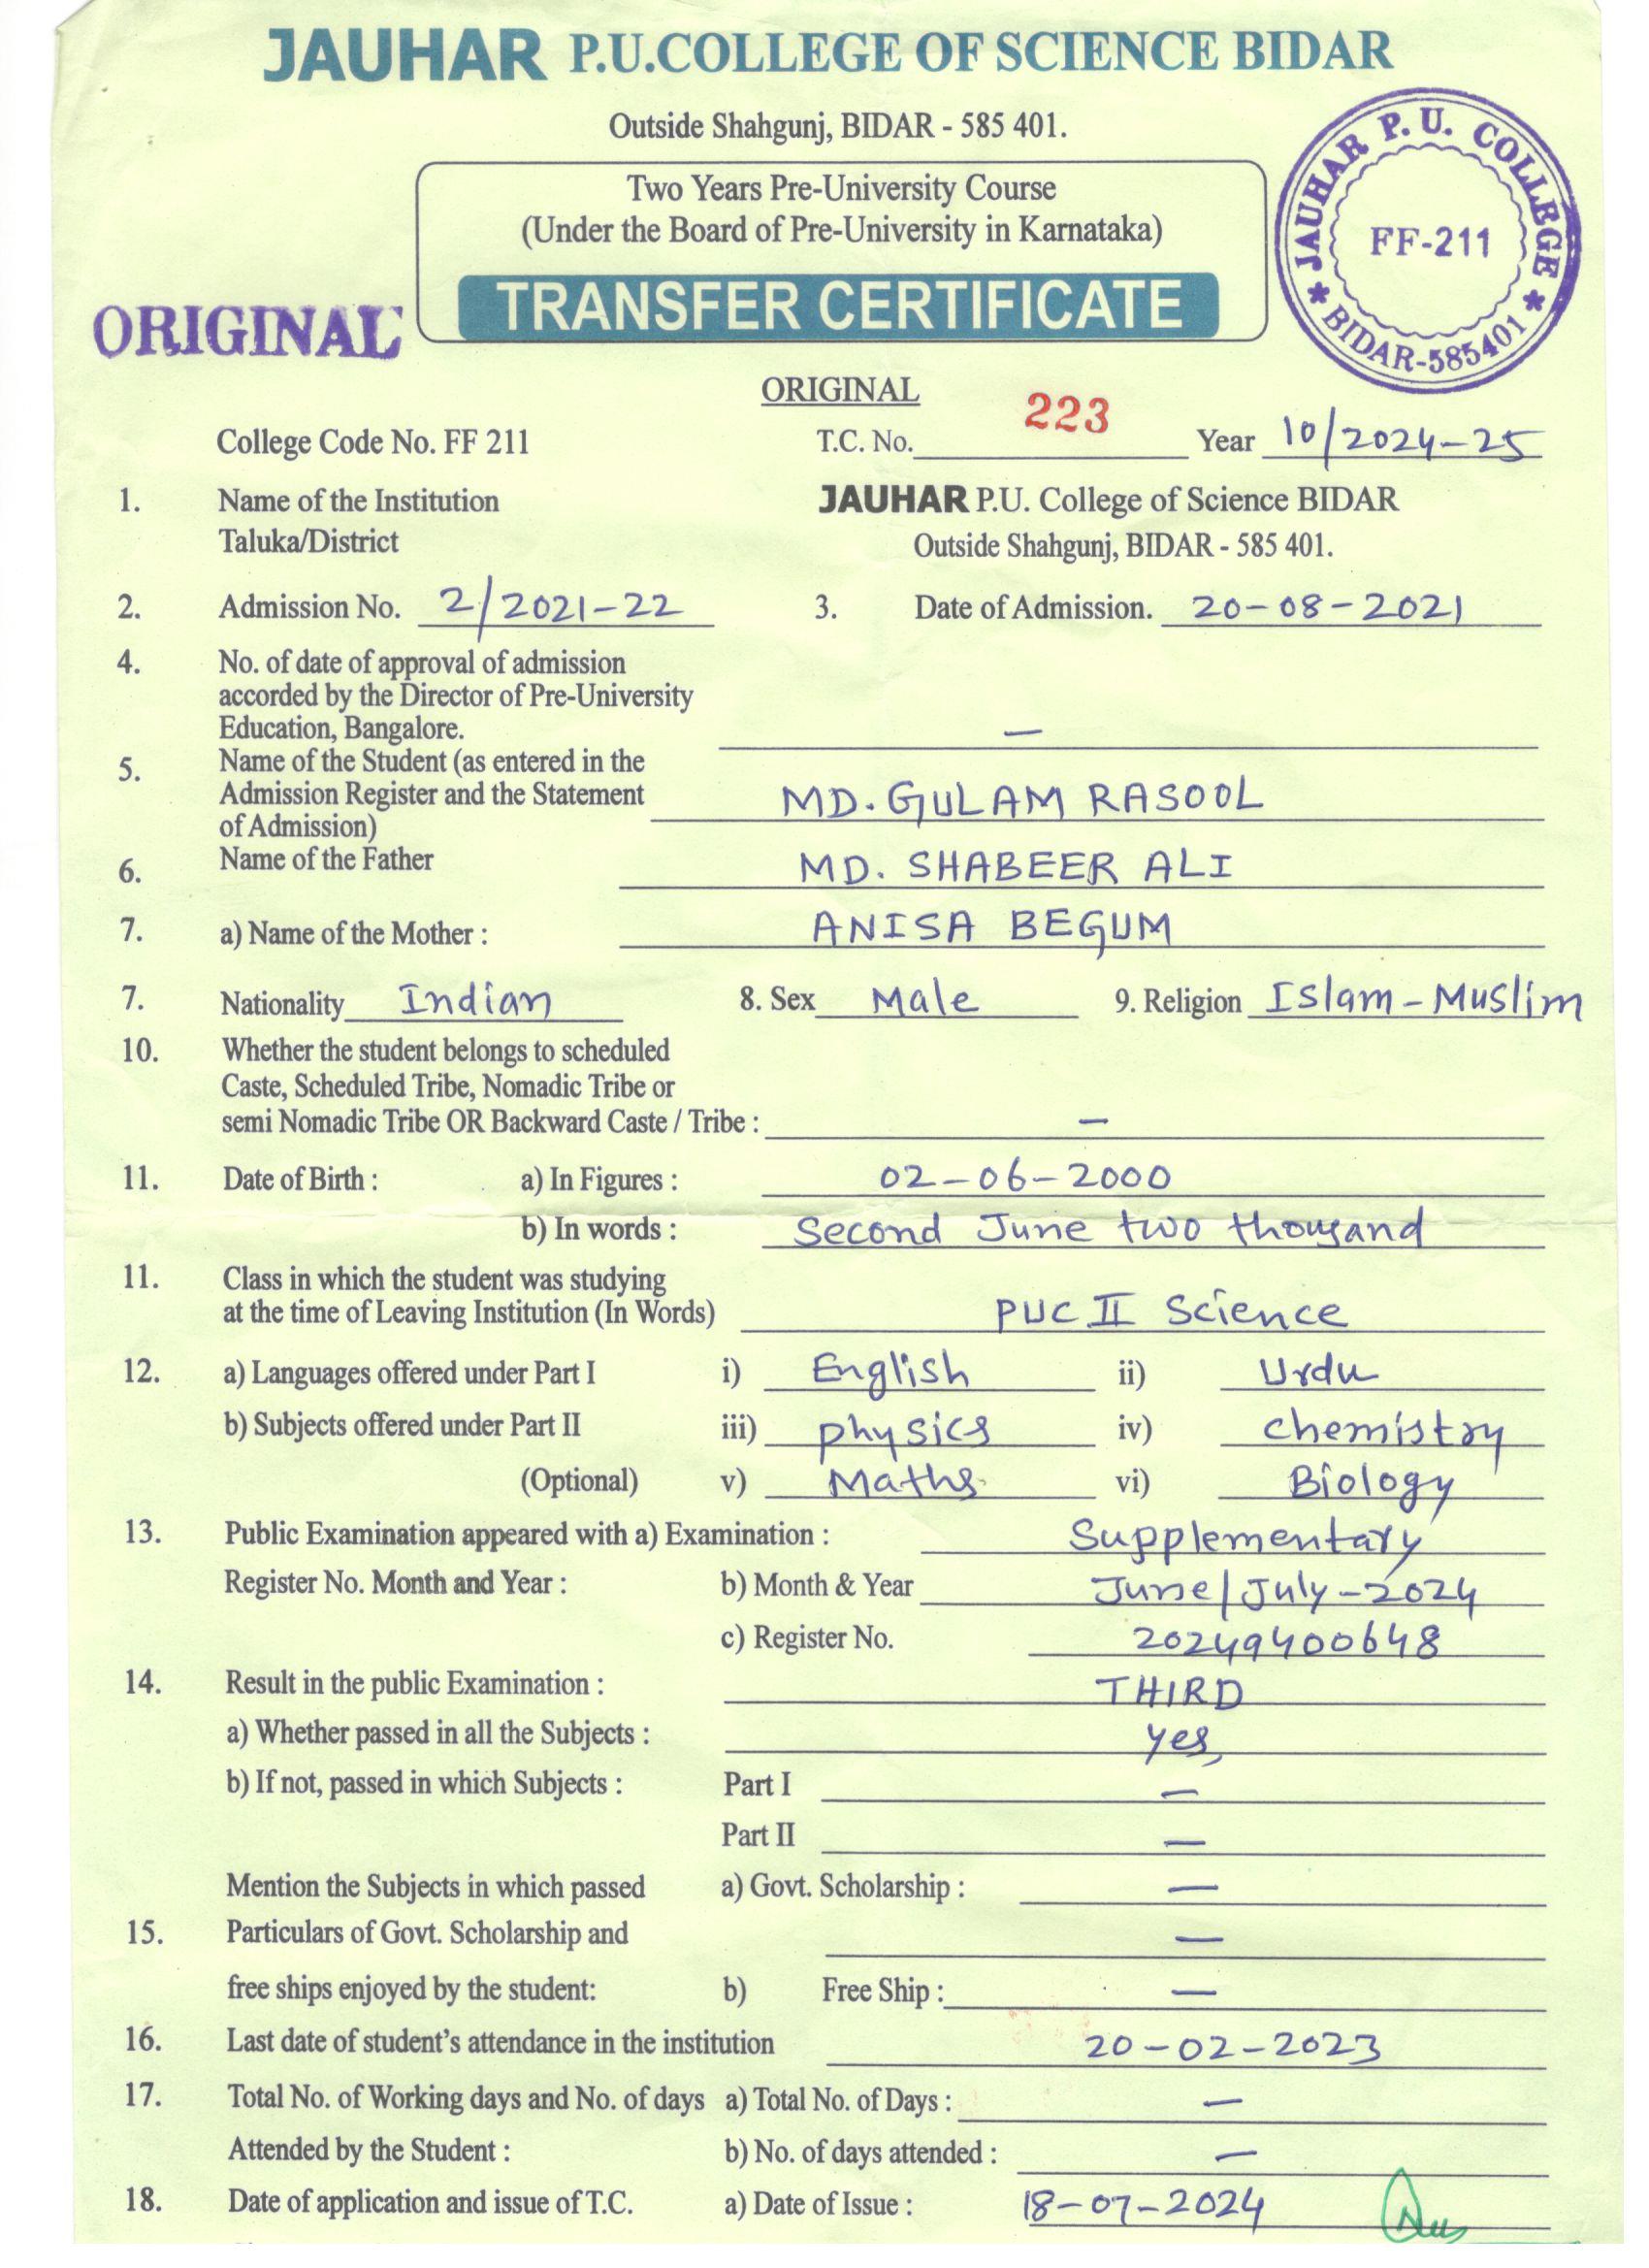 JAUHAR P.U.COLLEGE OF SCIENCE BIDAR
Outside Shahgunj, BIDAR - 585 401.
Two Years Pre-University Course
(Under the Board of Pre-University in Karnataka)
TRANSFER CERTIFICATE
ORIGINAL
JAUHAR P. U. COLLEGE
FF-211
* BIDAR-585401 *
ORIGINAL
College Code No. FF 211 T.C. No. 223 Year 10/2024-25
1. Name of the Institution JAUHAR P.U. College of Science BIDAR
Taluka/District Outside Shahgunj, BIDAR - 585 401.
2. Admission No. 2/2021-22 3. Date of Admission. 20-08-2021
4. No. of date of approval of admission
accorded by the Director of Pre-University
Education, Bangalore. —
5. Name of the Student (as entered in the
Admission Register and the Statement MD. GULAM RASOOL
of Admission)
6. Name of the Father MD. SHABEER ALI
7. a) Name of the Mother : ANISA BEGUM
7. Nationality Indian 8. Sex Male 9. Religion Islam - Muslim
10. Whether the student belongs to scheduled
Caste, Scheduled Tribe, Nomadic Tribe or
semi Nomadic Tribe OR Backward Caste / Tribe : —
11. Date of Birth : a) In Figures : 02-06-2000
b) In words : Second June two thousand
11. Class in which the student was studying
at the time of Leaving Institution (In Words) PUC II Science
12. a) Languages offered under Part I i) English ii) Urdu
b) Subjects offered under Part II iii) physics iv) chemistry
(Optional) v) Maths vi) Biology
13. Public Examination appeared with a) Examination : Supplementary
Register No. Month and Year : b) Month & Year June/July-2024
c) Register No. 20249400648
14. Result in the public Examination : THIRD
a) Whether passed in all the Subjects : yes
b) If not, passed in which Subjects : Part I —
Part II —
Mention the Subjects in which passed a) Govt. Scholarship : —
15. Particulars of Govt. Scholarship and —
free ships enjoyed by the student: b) Free Ship : —
16. Last date of student's attendance in the institution 20-02-2023
17. Total No. of Working days and No. of days a) Total No. of Days : —
Attended by the Student : b) No. of days attended : —
18. Date of application and issue of T.C. a) Date of Issue : 18-07-2024